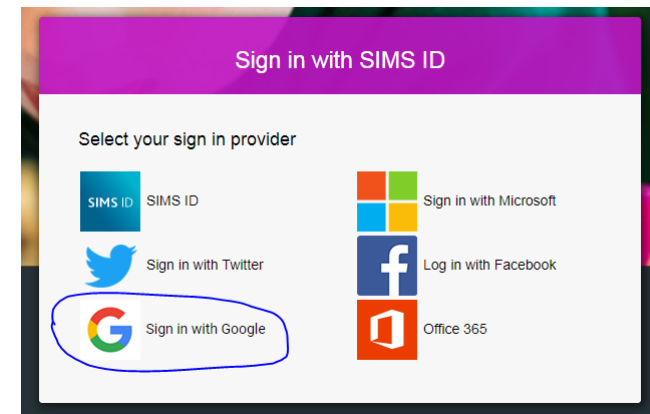 Sign in with SIMS ID
Select your sign in provider
SIMS ID SIMS ID
Sign in with Microsoft
Sign in with Twitter
Log in with Facebook
Sign in with Google
Office 365